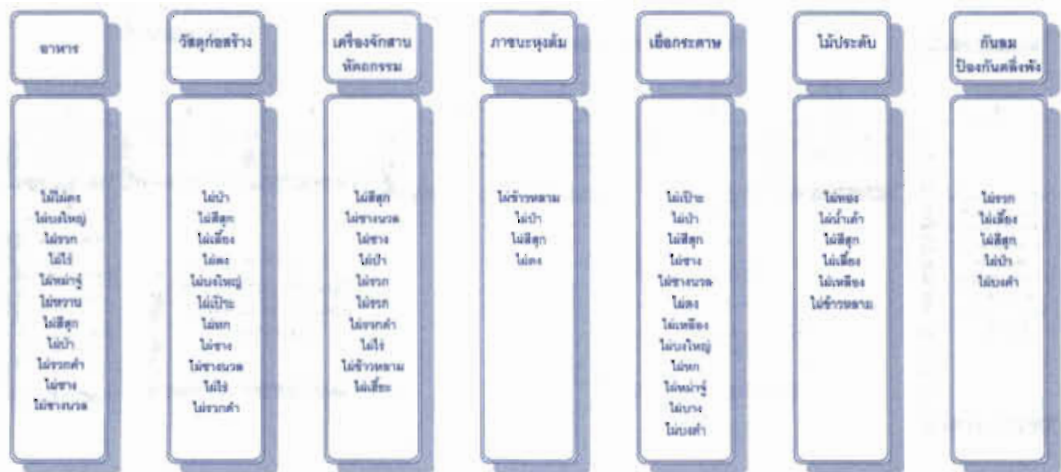 อาหาร
วัสดุก่อสร้าง
เครื่องจักสาน
หัตถกรรม
ภาชนะหุงต้ม
เยื่อกระดาษ
ไม้ประดับ
กันลม
ป้องกันตลิ่งพัง
ไผ่ไผ่ตง
ไผ่บงใหญ่
ไผ่รวก
ไผ่ไร่
ไผ่หม่าจู๋
ไผ่หวาน
ไผ่สีสุก
ไผ่ป่า
ไผ่รวกดำ
ไผ่ซาง
ไผ่ซางนวล
ไผ่ป่า
ไผ่สีสุก
ไผ่เลี้ยง
ไผ่ตง
ไผ่บงใหญ่
ไผ่เป๊าะ
ไผ่หก
ไผ่ซาง
ไผ่ซางนวล
ไผ่ไร่
ไผ่รวกดำ
ไผ่สีสุก
ไผ่ซางนวล
ไผ่ซาง
ไผ่ป่า
ไผ่รวก
ไผ่รวก
ไผ่รวกดำ
ไผ่ไร่
ไผ่ข้าวหลาม
ไผ่เฮี้ยะ
ไผ่ข้าวหลาม
ไผ่ป่า
ไผ่สีสุก
ไผ่ตง
ไผ่เป๊าะ
ไผ่ป่า
ไผ่สีสุก
ไผ่ซาง
ไผ่ซางนวล
ไผ่ตง
ไผ่เหลือง
ไผ่บงใหญ่
ไผ่หก
ไผ่หม่าจู๋
ไผ่บาง
ไผ่บงดำ
ไผ่ทอง
ไผ่น้ำเต้า
ไผ่สีสุก
ไผ่เลี้ยง
ไผ่เหลือง
ไผ่ข้าวหลาม
ไผ่รวก
ไผ่เลี้ยง
ไผ่สีสุก
ไผ่ป่า
ไผ่บงดำ